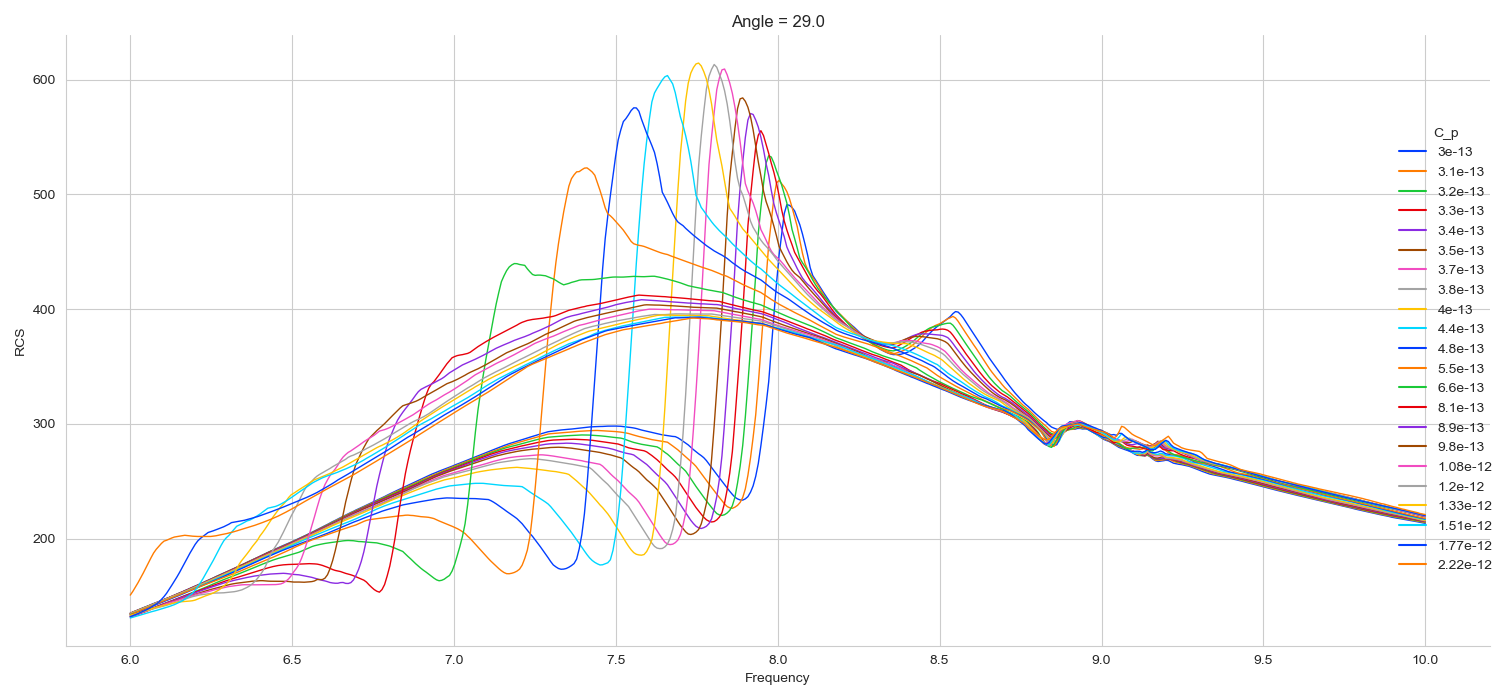 Angle = 29.0
RCS
600
500
400
300
200
6.0 6.5 7.0 7.5 8.0 8.5 9.0 9.5 10.0
Frequency
C_p
3e-13
3.1e-13
3.2e-13
3.3e-13
3.4e-13
3.5e-13
3.7e-13
3.8e-13
4e-13
4.4e-13
4.8e-13
5.5e-13
6.6e-13
8.1e-13
8.9e-13
9.8e-13
1.08e-12
1.2e-12
1.33e-12
1.51e-12
1.77e-12
2.22e-12